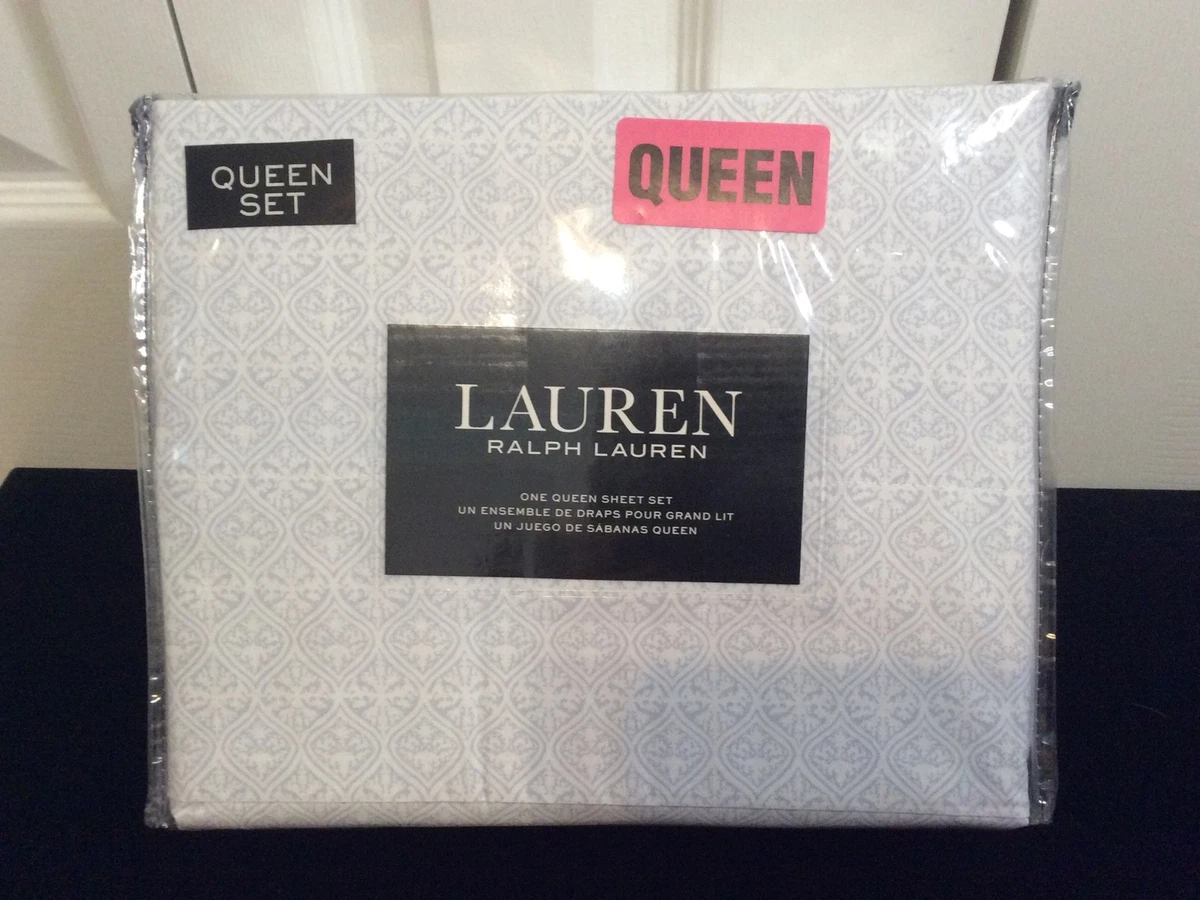 QUEEN
SET
QUEEN
LAUREN
RALPH LAUREN
ONE QUEEN SHEET SET
UN ENSEMBLE DE DRAPS POUR GRAND LIT
UN JUEGO DE SÁBANAS QUEEN